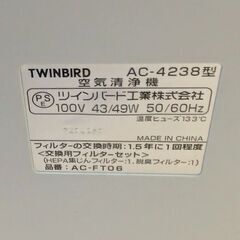 TWINBIRD AC-4238型
空気清浄機
PSE ツインバード工業株式会社
100V 43/49W 50/60Hz
温度ヒューズ133℃
MADE IN CHINA
フィルターの交換時期:1.5年に1回程度
<交換用フィルターセット>
(HEPA集じんフィルター:1、脱臭フィルター:1)
品番:AC-FT06